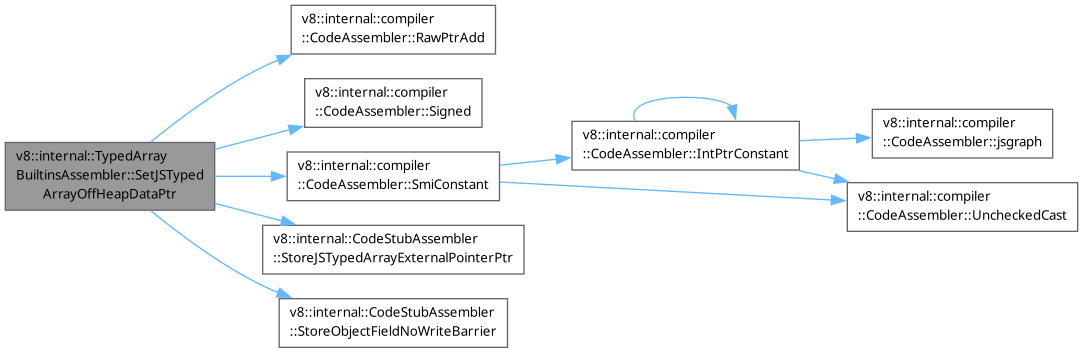 v8::internal::TypedArray
BuiltinsAssembler::SetJSTyped
ArrayOffHeapDataPtr
v8::internal::compiler
::CodeAssembler::RawPtrAdd
v8::internal::compiler
::CodeAssembler::Signed
v8::internal::compiler
::CodeAssembler::SmiConstant
v8::internal::CodeStubAssembler
::StoreJSTypedArrayExternalPointerPtr
v8::internal::CodeStubAssembler
::StoreObjectFieldNoWriteBarrier
v8::internal::compiler
::CodeAssembler::IntPtrConstant
v8::internal::compiler
::CodeAssembler::jsgraph
v8::internal::compiler
::CodeAssembler::UncheckedCast